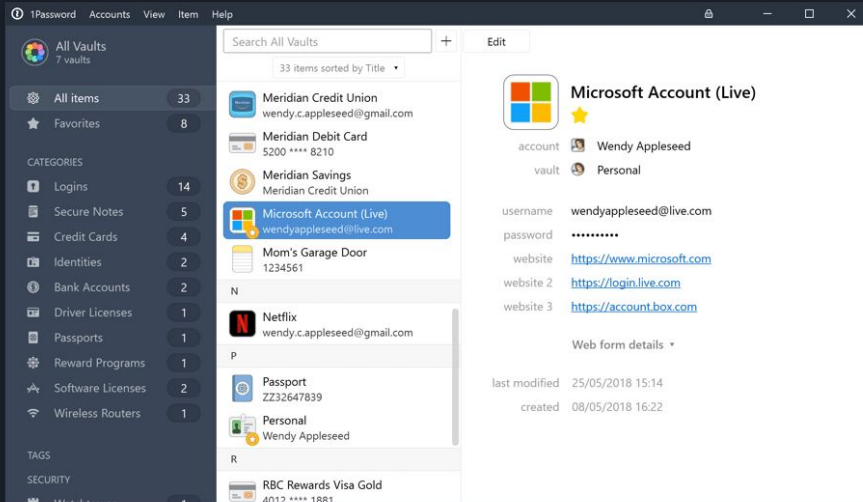 1Password Accounts View Item Help
All Vaults
7 vaults
All items 33
Favorites 8
CATEGORIES
Logins 14
Secure Notes 5
Credit Cards 4
Identities 2
Bank Accounts 2
Driver Licenses 1
Passports 1
Reward Programs 1
Software Licenses 2
Wireless Routers 1
TAGS
SECURITY
Search All Vaults
33 items sorted by Title
Meridian Credit Union
wendy.c.appleseed@gmail.com
Meridian Debit Card
5200 **** 8210
Meridian Savings
Meridian Credit Union
Microsoft Account (Live)
wendyappleseed@live.com
Mom's Garage Door
1234561
N
Netflix
wendy.c.appleseed@gmail.com
P
Passport
ZZ32647839
Personal
Wendy Appleseed
R
RBC Rewards Visa Gold
4012 **** 1881
Edit
Microsoft Account (Live)
account Wendy Appleseed
vault Personal
username wendyappleseed@live.com
password ••••••••••
website https://www.microsoft.com
website 2 https://login.live.com
website 3 https://account.box.com
Web form details
last modified 25/05/2018 15:14
created 08/05/2018 16:22